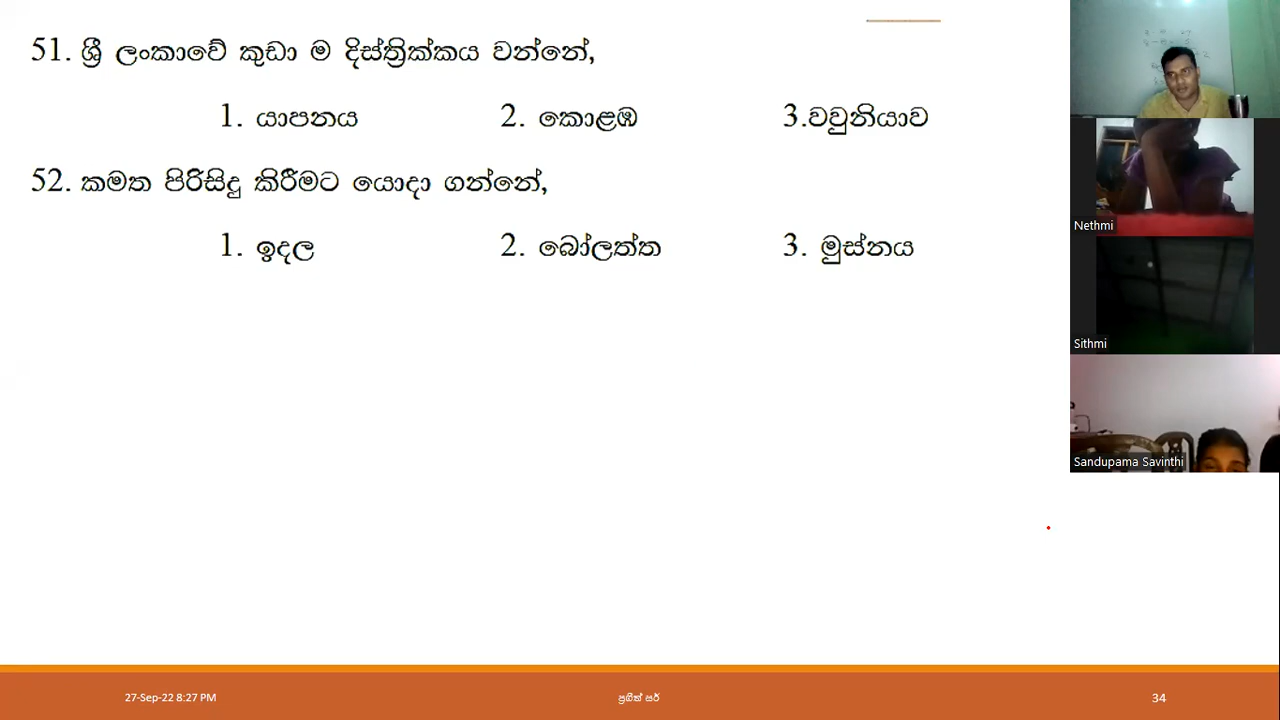 51. ශ්‍රී ලංකාවේ කුඩා ම දිස්ත්‍රික්කය වන්නේ,
1. යාපනය 2. කොළඹ 3.වවුනියාව
52. කමත පිරිසිදු කිරීමට යොදා ගන්නේ,
1. ඉදල 2. බෝලත්ත 3. මුස්නය
Nethmi
Sithmi
Sandupama Savinthi
27-Sep-22 8:27 PM ප්‍රගිත් සර් 34